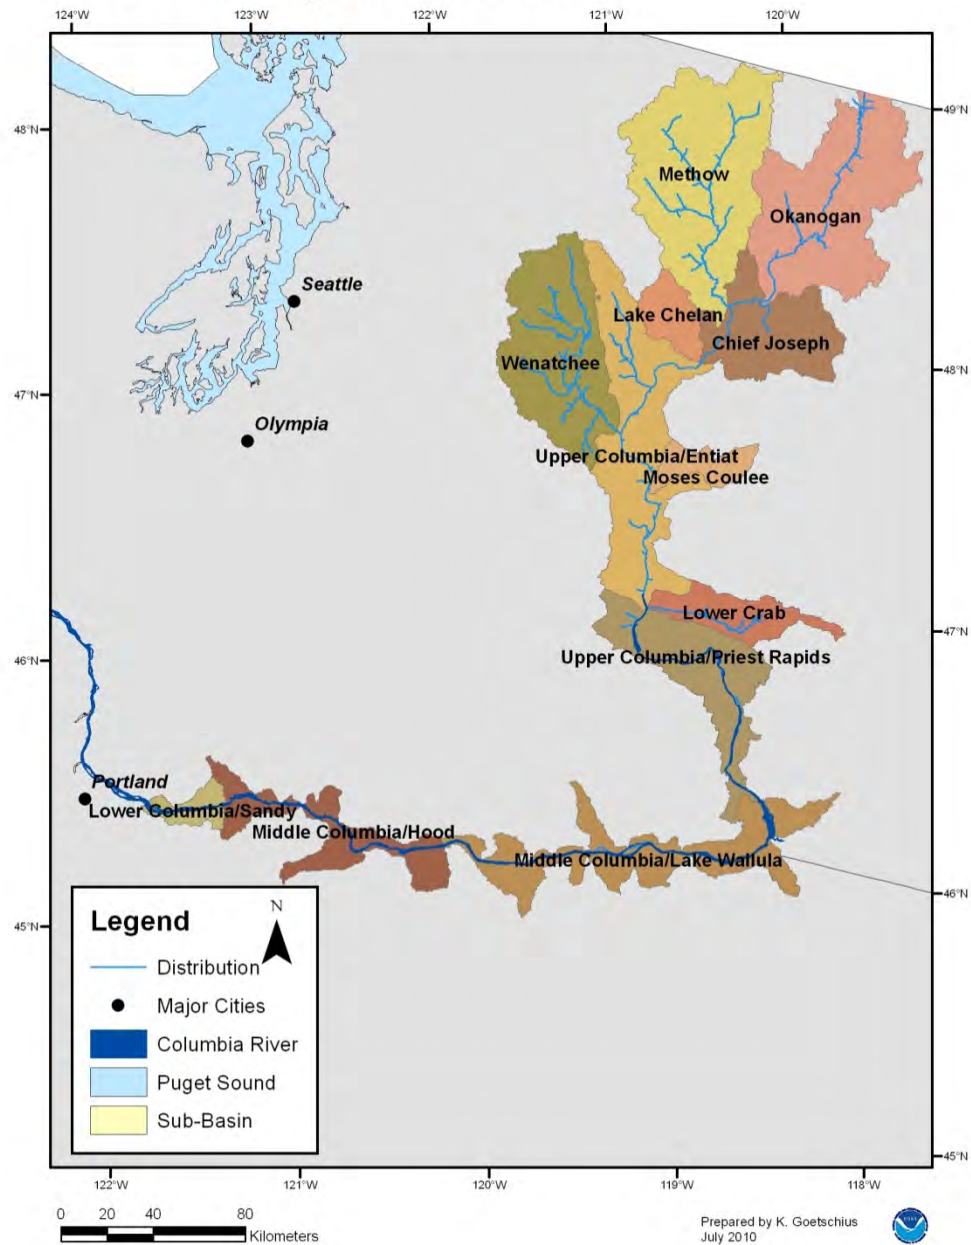 124°W 123°W 122°W 121°W 120°W
49°N
48°N
Methow
Okanogan
Seattle
Lake Chelan
Chief Joseph
Wenatchee
48°N
47°N
Olympia
Upper Columbia/Entiat
Moses Coulee
Lower Crab
47°N
46°N
Upper Columbia/Priest Rapids
Portland
Lower Columbia/Sandy
Middle Columbia/Hood
Middle Columbia/Lake Wallula
46°N
45°N
Legend
N
Distribution
Major Cities
Columbia River
Puget Sound
Sub-Basin
45°N
122°W 121°W 120°W 119°W 118°W
0 20 40 80
Kilometers
Prepared by K. Goetschius
July 2010